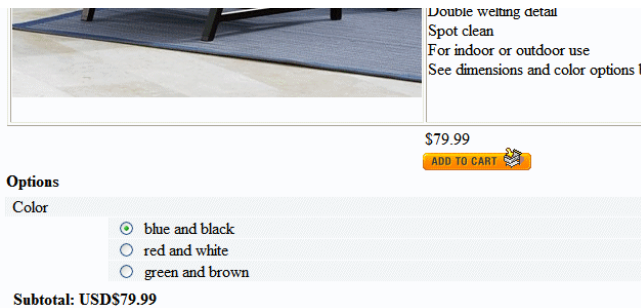 Double welting detail
Spot clean
For indoor or outdoor use
See dimensions and color options
$79.99
ADD TO CART
Options
Color
blue and black
red and white
green and brown
Subtotal: USD$79.99